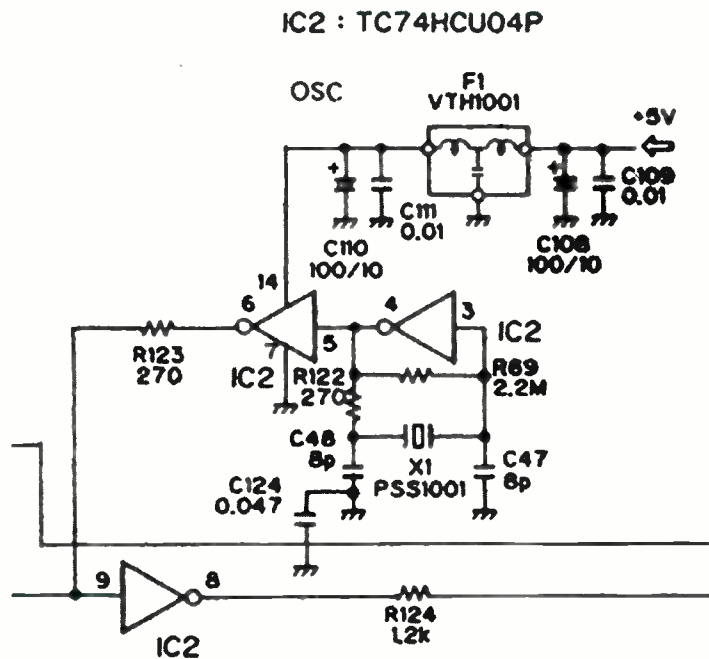 IC2 : TC74HCU04P
OSC
F1
VTH1001
+5V
+
C110
100/10
C111
0.01
+
C108
100/10
C109
0.01
14
6
7
5
4
3
IC2
IC2
R123
270
R122
270
R69
2.2M
C48
8p
X1
PSS1001
C47
8p
C124
0.047
9
8
IC2
R124
1.2k